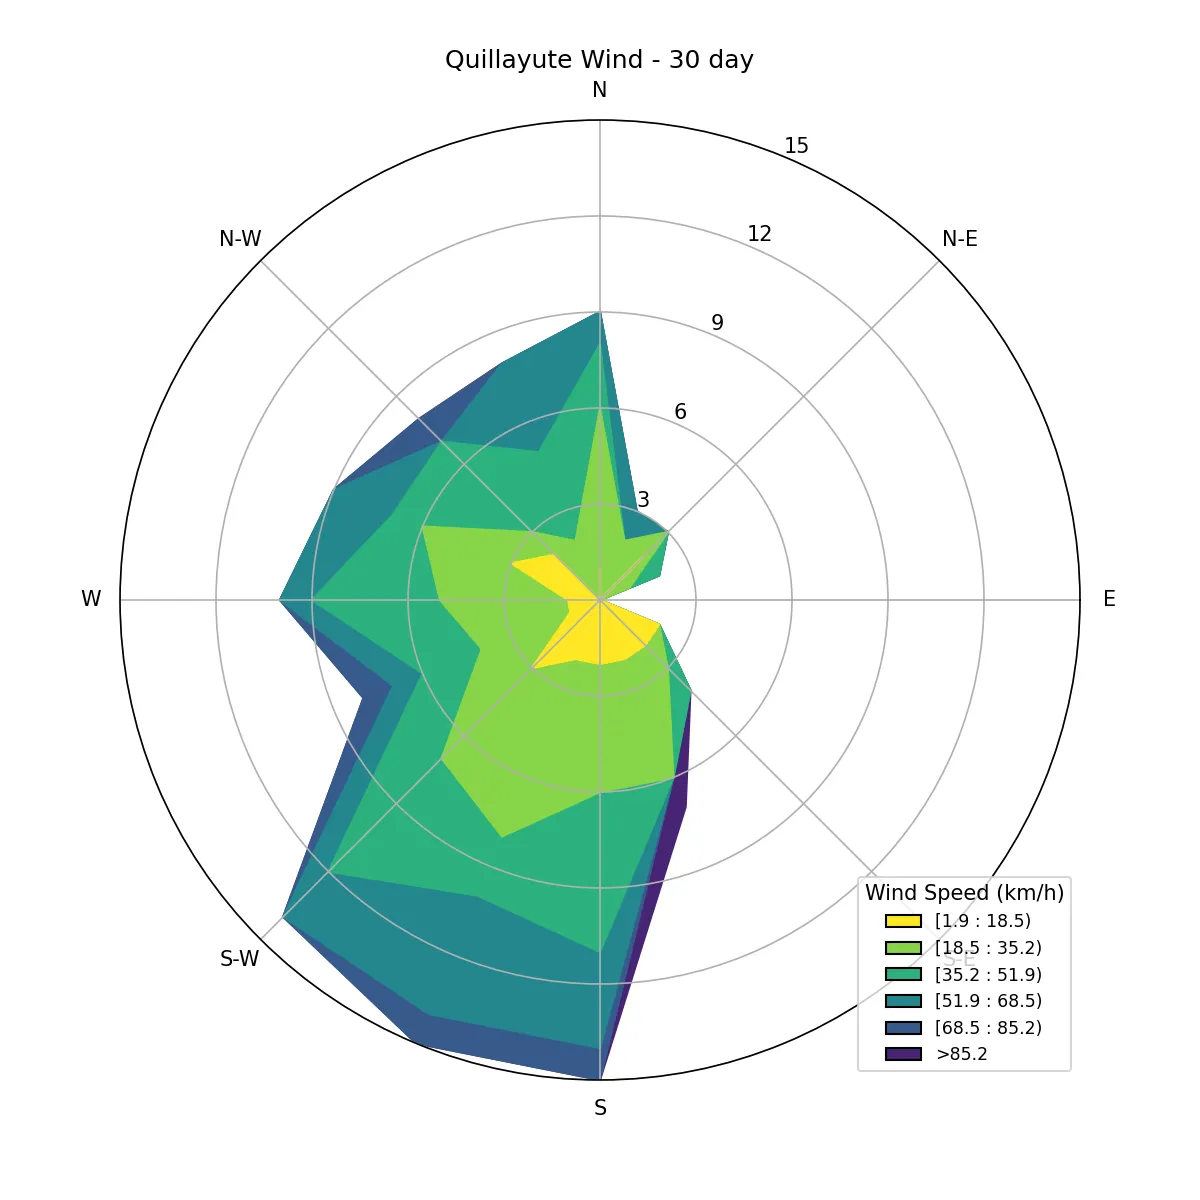 Quillayute Wind - 30 day
N
15
N-W
12
N-E
9
6
3
W
E
S-W
S-E
S
Wind Speed (km/h)
[1.9 : 18.5)
[18.5 : 35.2)
[35.2 : 51.9)
[51.9 : 68.5)
[68.5 : 85.2)
>85.2